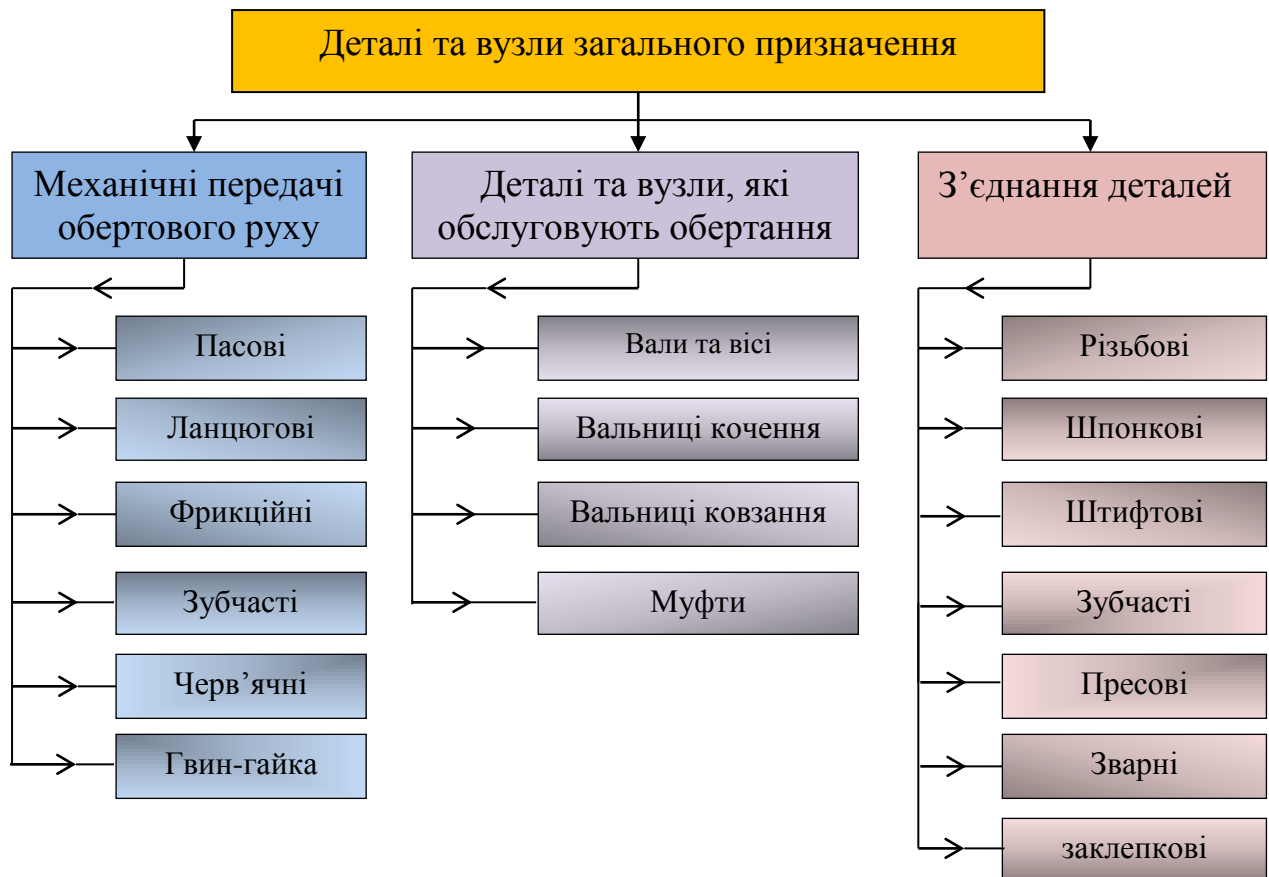 Деталі та вузли загального призначення
Механічні передачі
обертового руху
Пасові
Ланцюгові
Фрикційні
Зубчасті
Черв’ячні
Гвин-гайка
Деталі та вузли, які
обслуговують обертання
Вали та вісі
Вальниці кочення
Вальниці ковзання
Муфти
З’єднання деталей
Різьбові
Шпонкові
Штифтові
Зубчасті
Пресові
Зварні
заклепкові